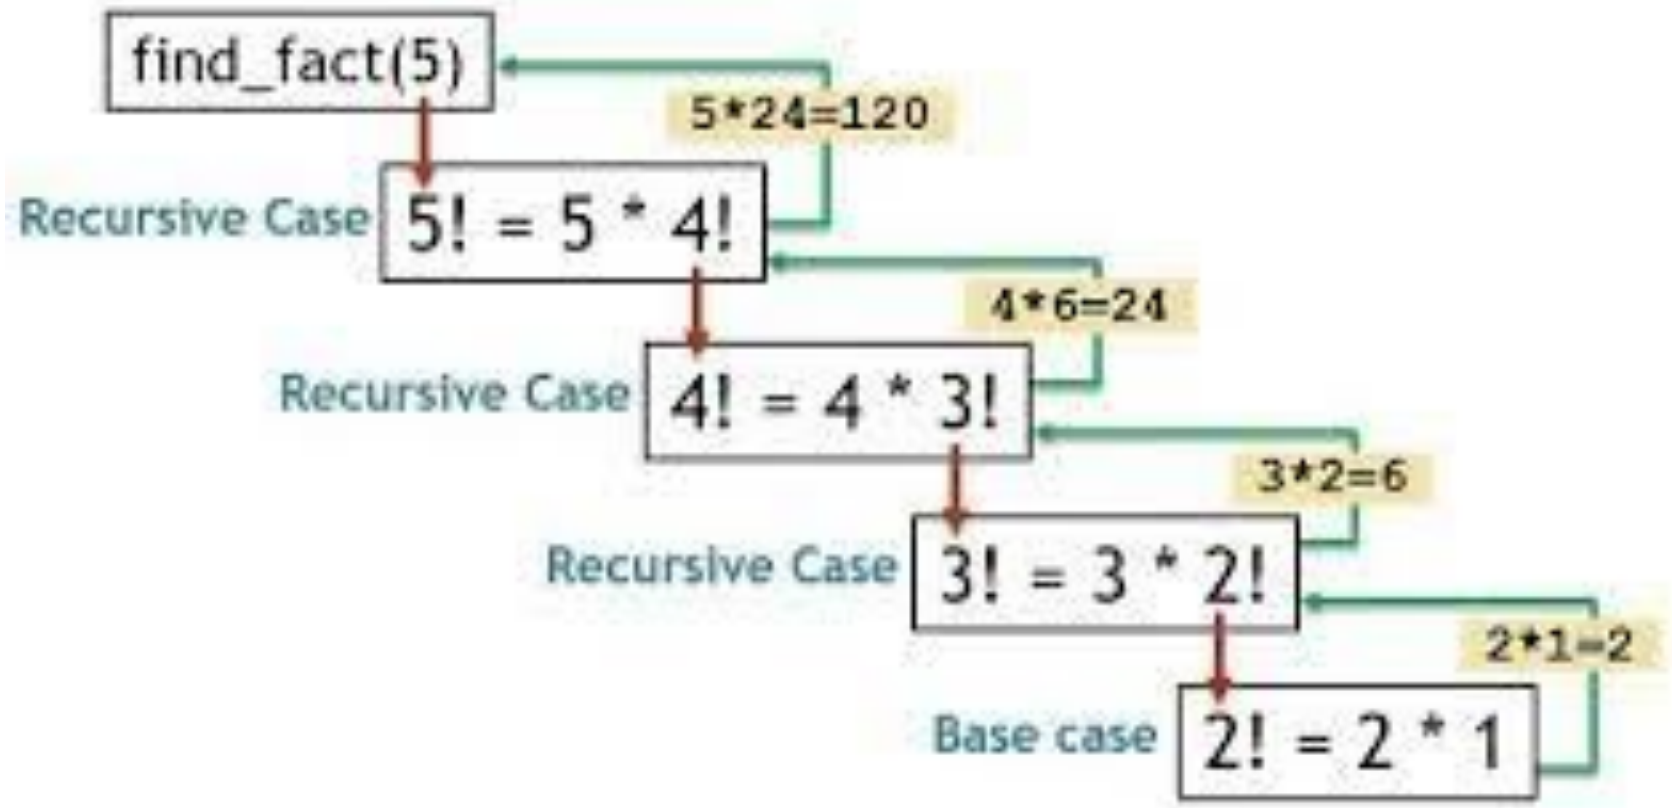 find_fact(5)
5*24=120
Recursive Case
5! = 5 * 4!
4*6=24
Recursive Case
4! = 4 * 3!
3*2=6
Recursive Case
3! = 3 * 2!
2*1=2
Base case
2! = 2 * 1